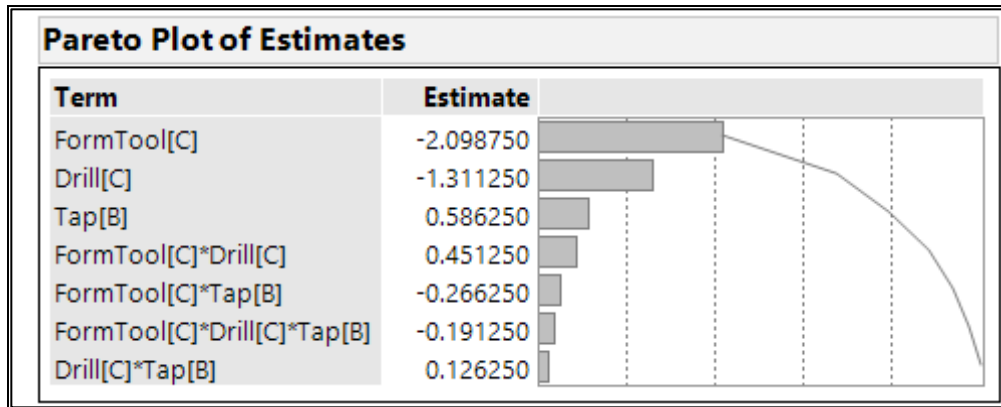 Pareto Plot of Estimates
Term Estimate
FormTool[C] -2.098750
Drill[C] -1.311250
Tap[B] 0.586250
FormTool[C]*Drill[C] 0.451250
FormTool[C]*Tap[B] -0.266250
FormTool[C]*Drill[C]*Tap[B] -0.191250
Drill[C]*Tap[B] 0.126250